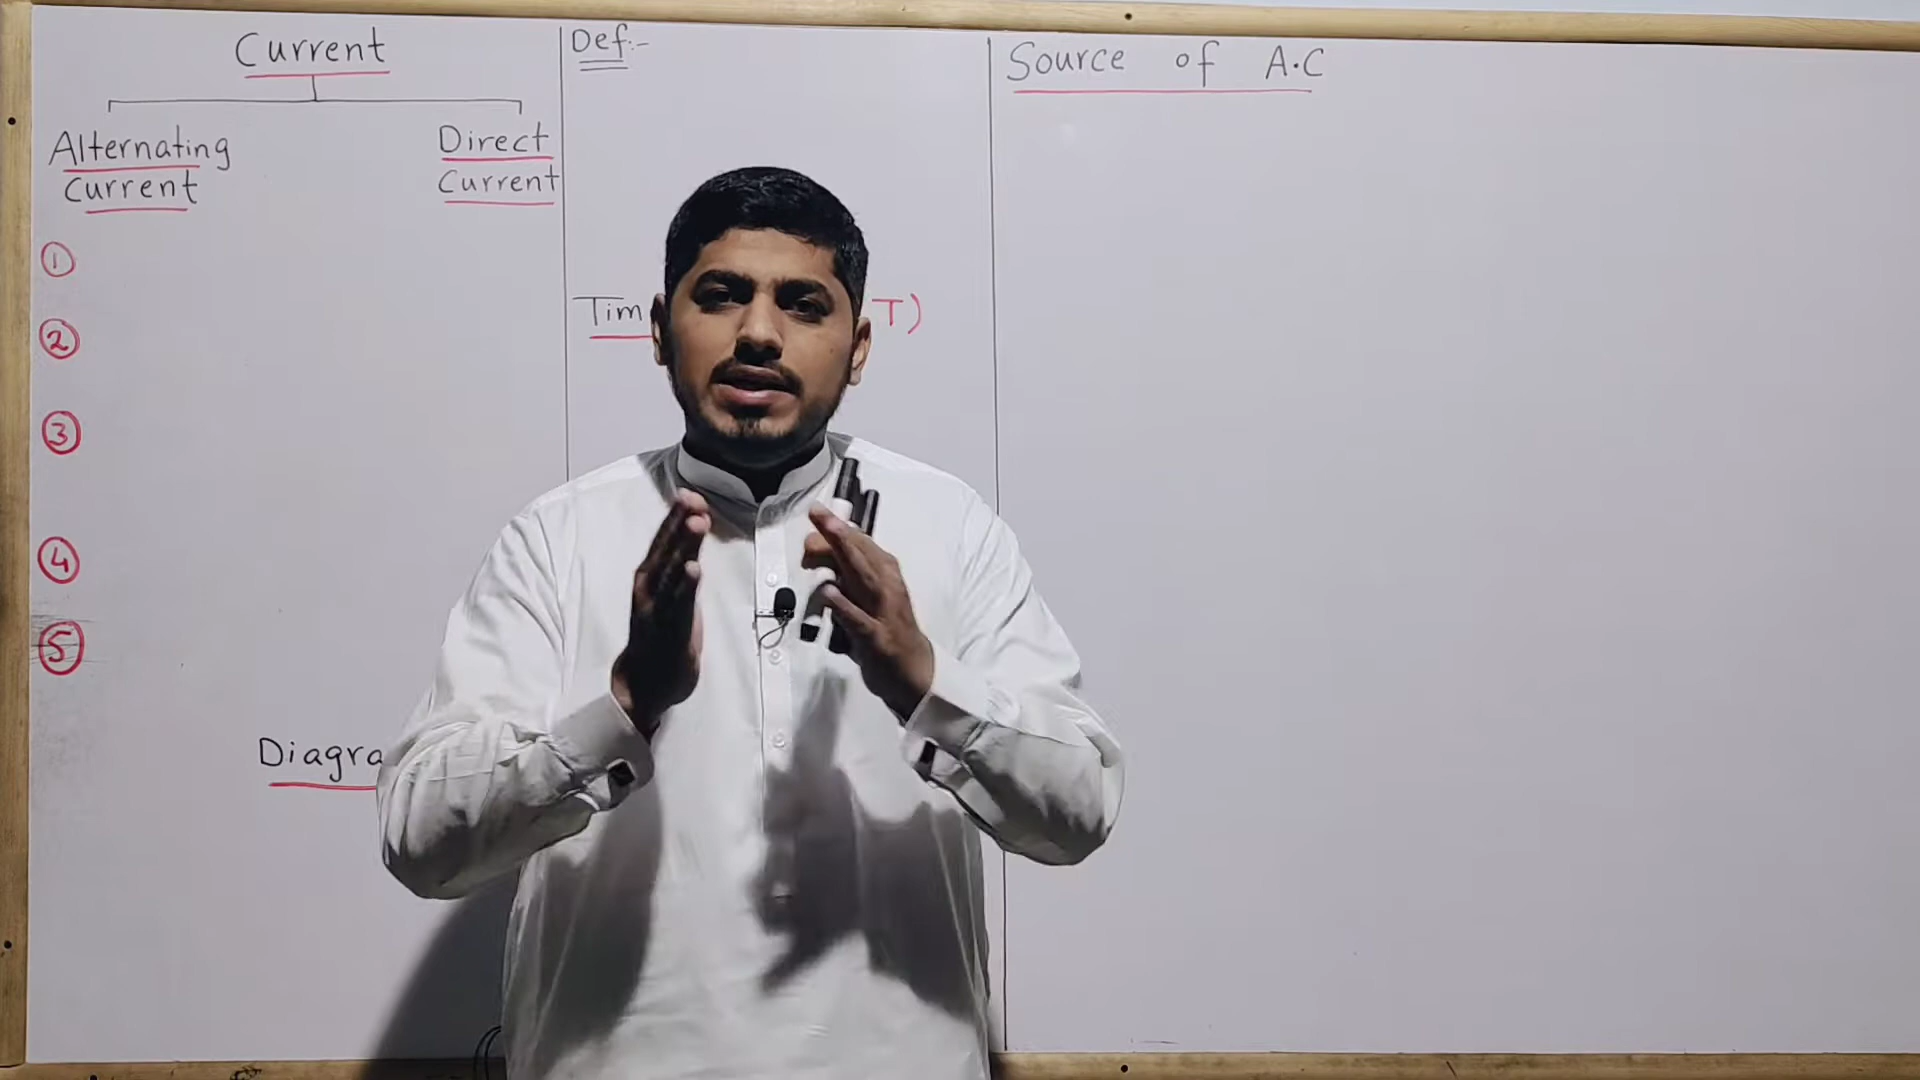 Current
Alternating
Current
Direct
Current
1
2
3
4
5
Def:-
T)
Source of A.C